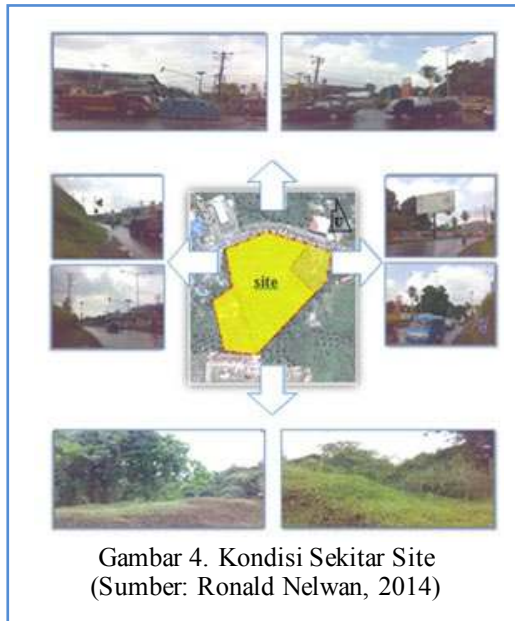 U
site
Gambar 4. Kondisi Sekitar Site
(Sumber: Ronald Nelwan, 2014)